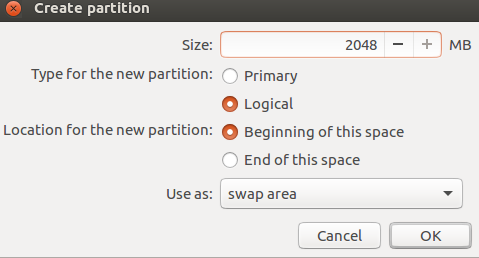 Create partition
Size: 2048 MB
Type for the new partition: Primary
Logical
Location for the new partition: Beginning of this space
End of this space
Use as: swap area
Cancel OK